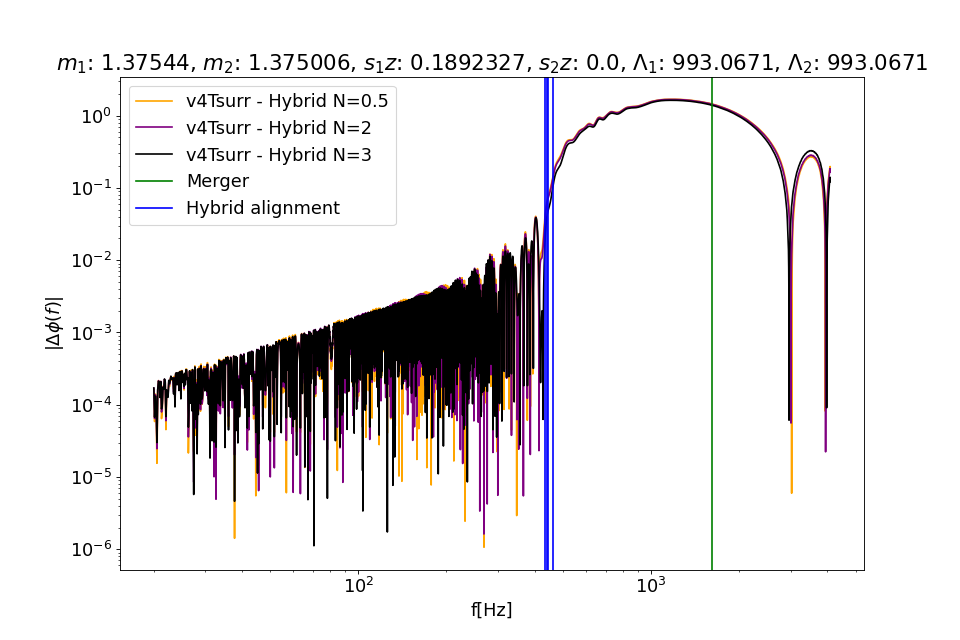 m₁: 1.37544, m₂: 1.375006, s₁z: 0.1892327, s₂z: 0.0, Λ₁: 993.0671, Λ₂: 993.0671
v4Tsurr - Hybrid N=0.5
v4Tsurr - Hybrid N=2
v4Tsurr - Hybrid N=3
Merger
Hybrid alignment
|Δϕ(f)|
10⁰
10⁻¹
10⁻²
10⁻³
10⁻⁴
10⁻⁵
10⁻⁶
10²
10³
f[Hz]